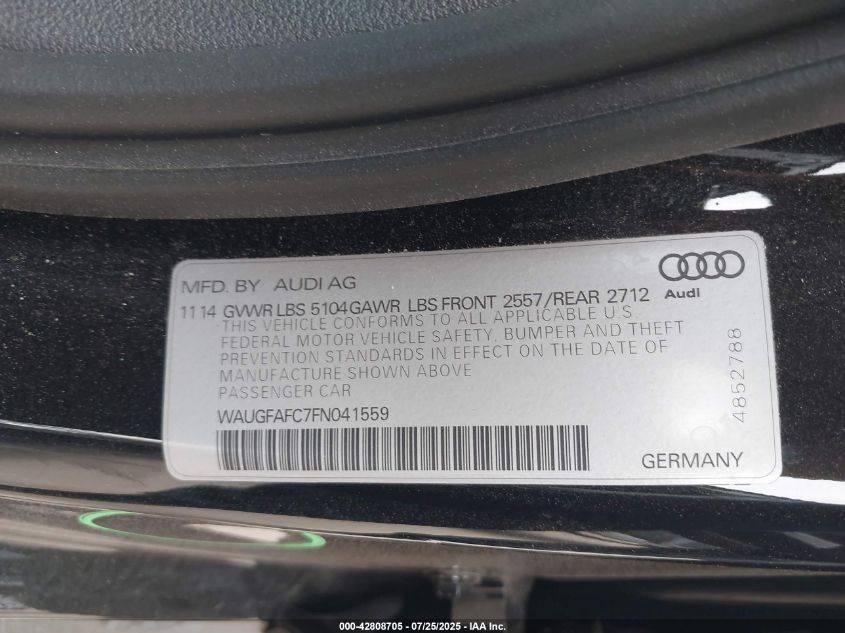 MFD. BY AUDI AG
11 14 GVWR LBS 5104 GAWR LBS FRONT 2557/REAR 2712
Audi
THIS VEHICLE CONFORMS TO ALL APPLICABLE U.S.
FEDERAL MOTOR VEHICLE SAFETY, BUMPER AND THEFT
PREVENTION STANDARDS IN EFFECT ON THE DATE OF
MANUFACTURE SHOWN ABOVE
PASSENGER CAR
4852788
WAUGFAFC7FN041559
GERMANY
000-42808705 - 07/25/2025 - IAA Inc.